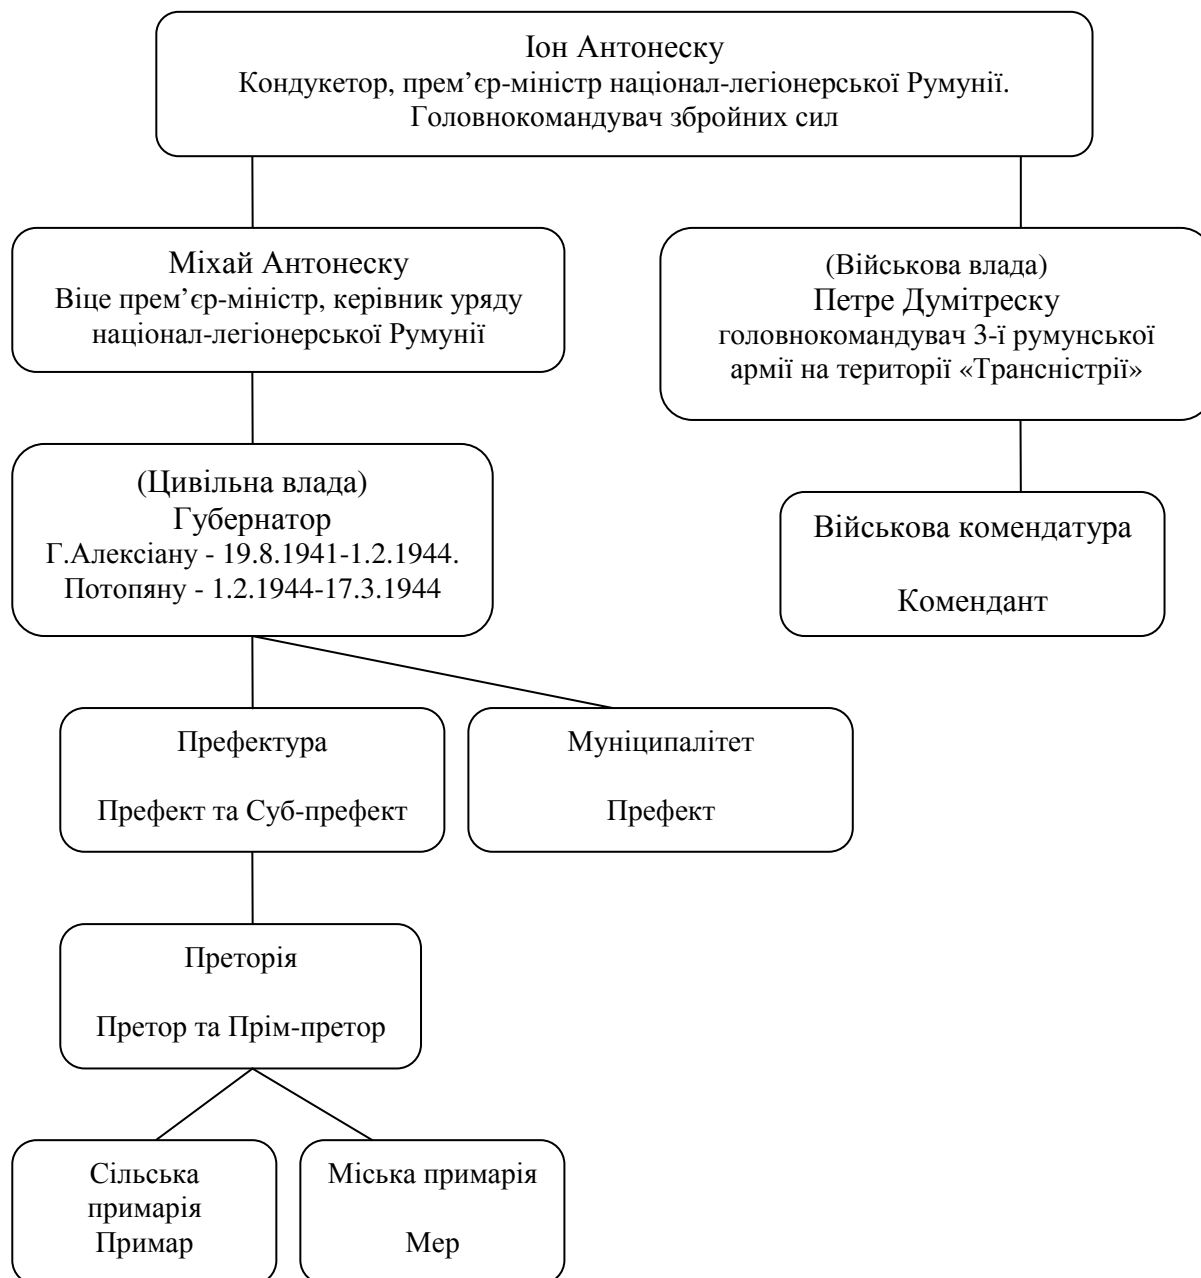 Іон Антонеску
Кондукетор, прем’єр-міністр націонал-легіонерської Румунії.
Головнокомандувач збройних сил
Міхай Антонеску
Віце прем’єр-міністр, керівник уряду
націонал-легіонерської Румунії
(Військова влада)
Петре Думітреску
головнокомандувач 3-ї румунської
армії на території «Трансністрії»
(Цивільна влада)
Губернатор
Г.Алексіану - 19.8.1941-1.2.1944.
Потопяну - 1.2.1944-17.3.1944
Військова комендатура
Комендант
Префектура
Префект та Суб-префект
Муніципалітет
Префект
Преторія
Претор та Прім-претор
Сільська
примарія
Примар
Міська примарія
Мер